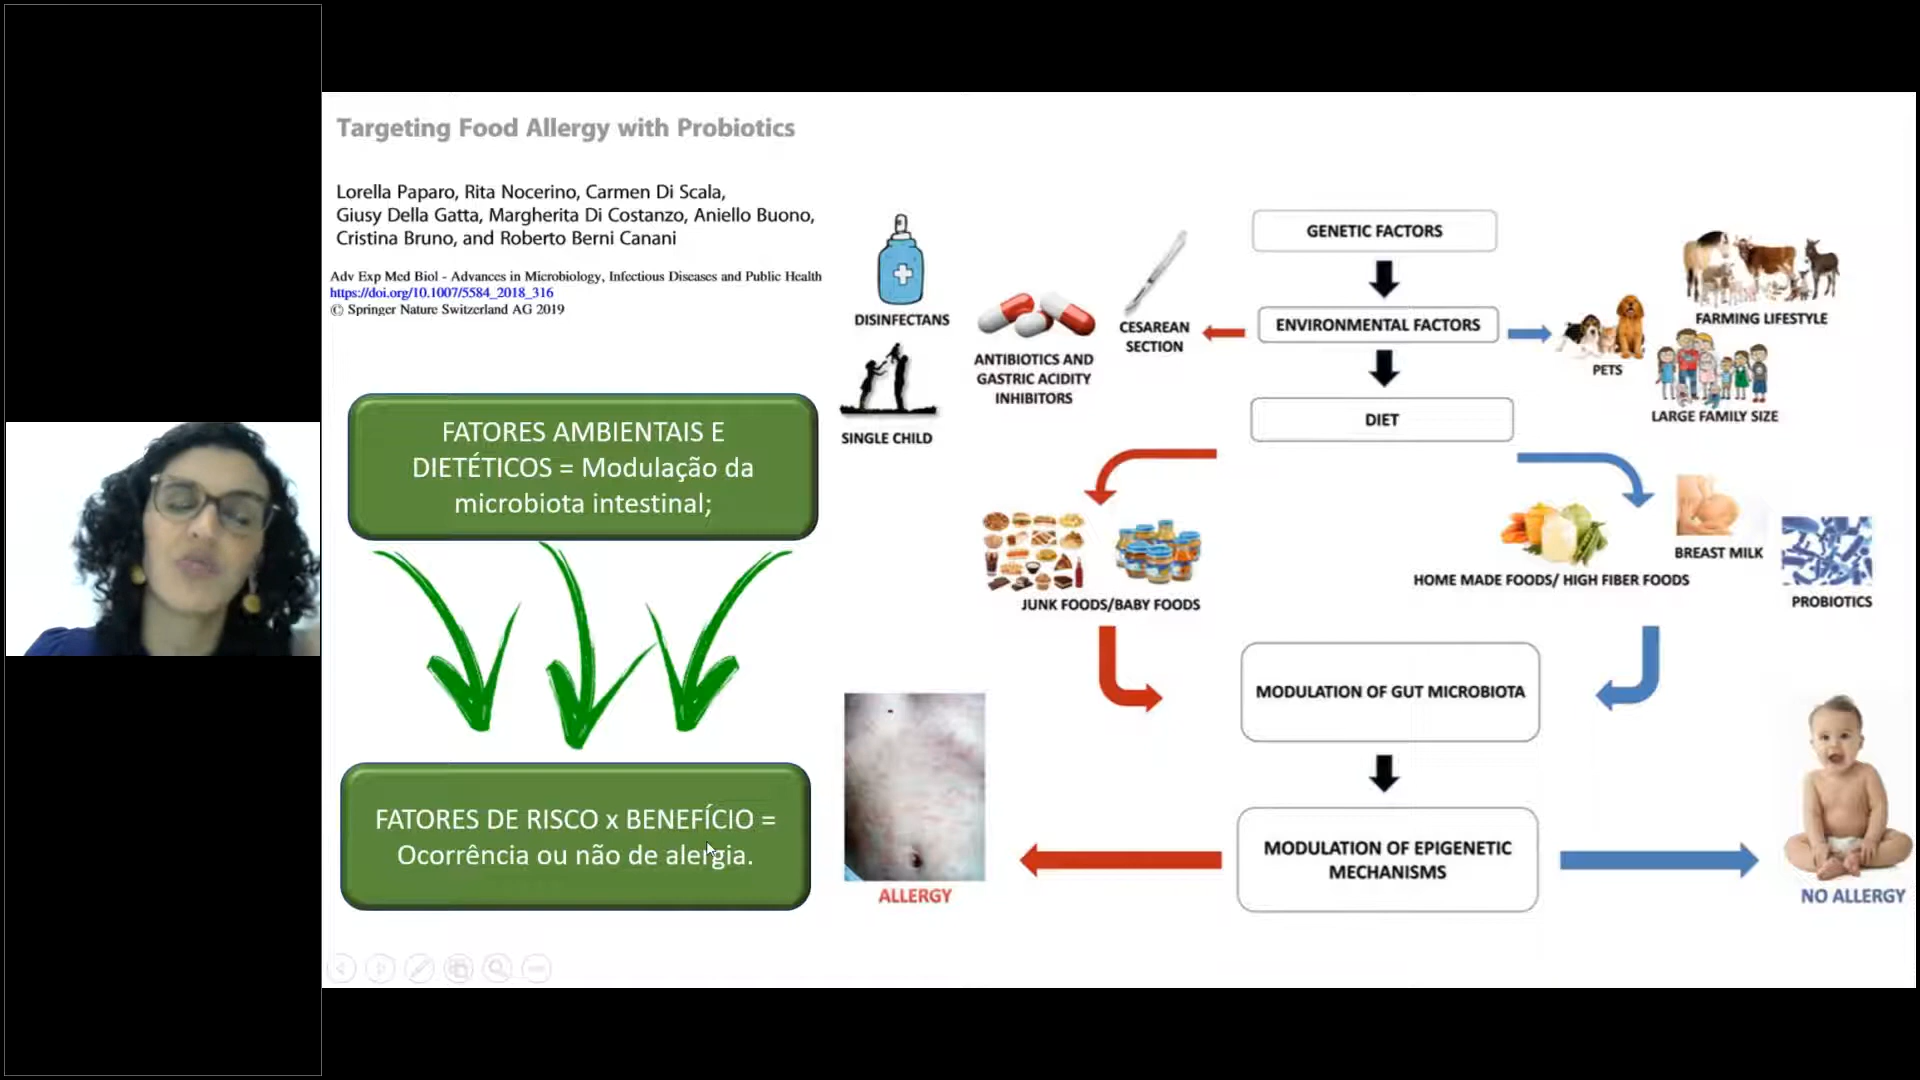 Targeting Food Allergy with Probiotics
Lorella Paparo, Rita Nocerino, Carmen Di Scala,
Giusy Della Gatta, Margherita Di Costanzo, Aniello Buono,
Cristina Bruno, and Roberto Berni Canani
Adv Exp Med Biol - Advances in Microbiology, Infectious Diseases and Public Health
https://doi.org/10.1007/5584_2018_316
© Springer Nature Switzerland AG 2019
FATORES AMBIENTAIS E
DIETÉTICOS = Modulação da
microbiota intestinal;
FATORES DE RISCO x BENEFÍCIO =
Ocorrência ou não de alergia.
GENETIC FACTORS
ENVIRONMENTAL FACTORS
DIET
DISINFECTANS
SINGLE CHILD
ANTIBIOTICS AND
GASTRIC ACIDITY
INHIBITORS
CESAREAN
SECTION
PETS
FARMING LIFESTYLE
LARGE FAMILY SIZE
JUNK FOODS/BABY FOODS
HOME MADE FOODS/ HIGH FIBER FOODS
BREAST MILK
PROBIOTICS
MODULATION OF GUT MICROBIOTA
MODULATION OF EPIGENETIC
MECHANISMS
ALLERGY
NO ALLERGY